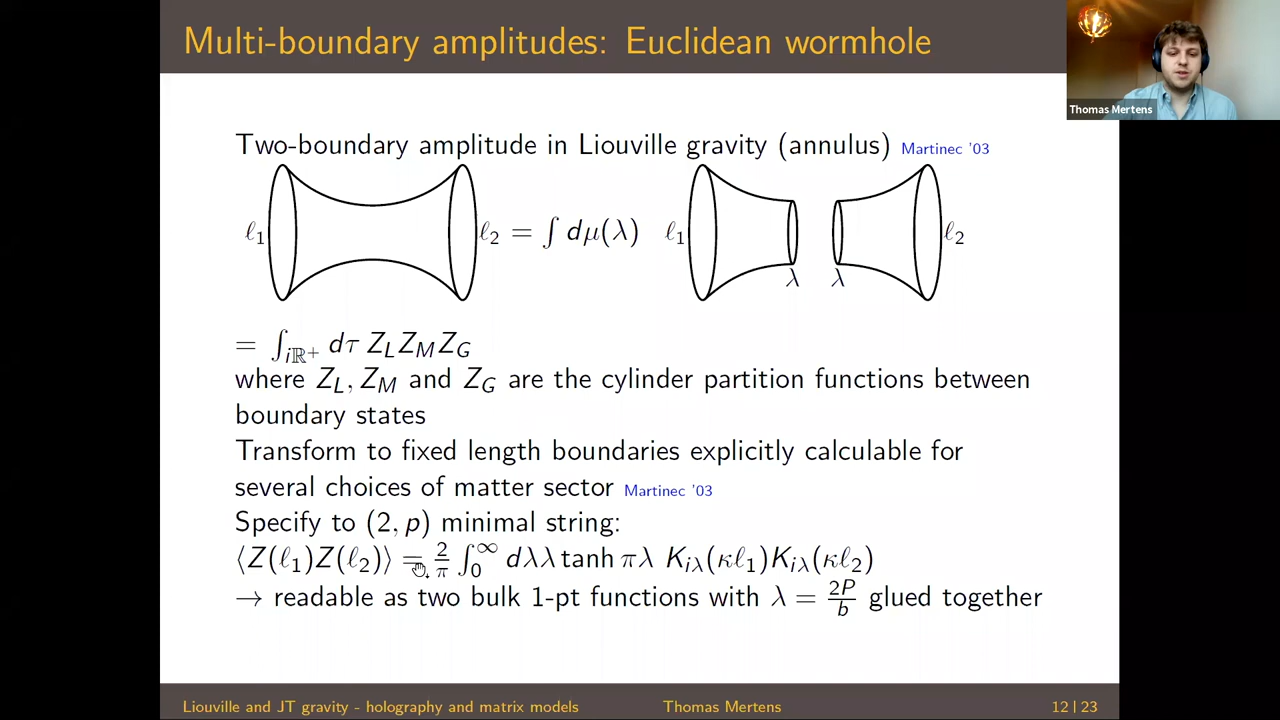 Multi-boundary amplitudes: Euclidean wormhole
Thomas Mertens
Two-boundary amplitude in Liouville gravity (annulus) Martinec '03
ℓ₁ ℓ₂ = ∫ dμ(λ) ℓ₁ λ λ ℓ₂
= ∫_{iℝ⁺} dτ Z_L Z_M Z_G
where Z_L, Z_M and Z_G are the cylinder partition functions between
boundary states
Transform to fixed length boundaries explicitly calculable for
several choices of matter sector Martinec '03
Specify to (2, p) minimal string:
⟨Z(ℓ₁)Z(ℓ₂)⟩ = 2/π ∫₀^∞ dλλ tanh πλ K_{iλ}(κℓ₁)K_{iλ}(κℓ₂)
→ readable as two bulk 1-pt functions with λ = 2P/b glued together
Liouville and JT gravity - holography and matrix models Thomas Mertens 12 | 23